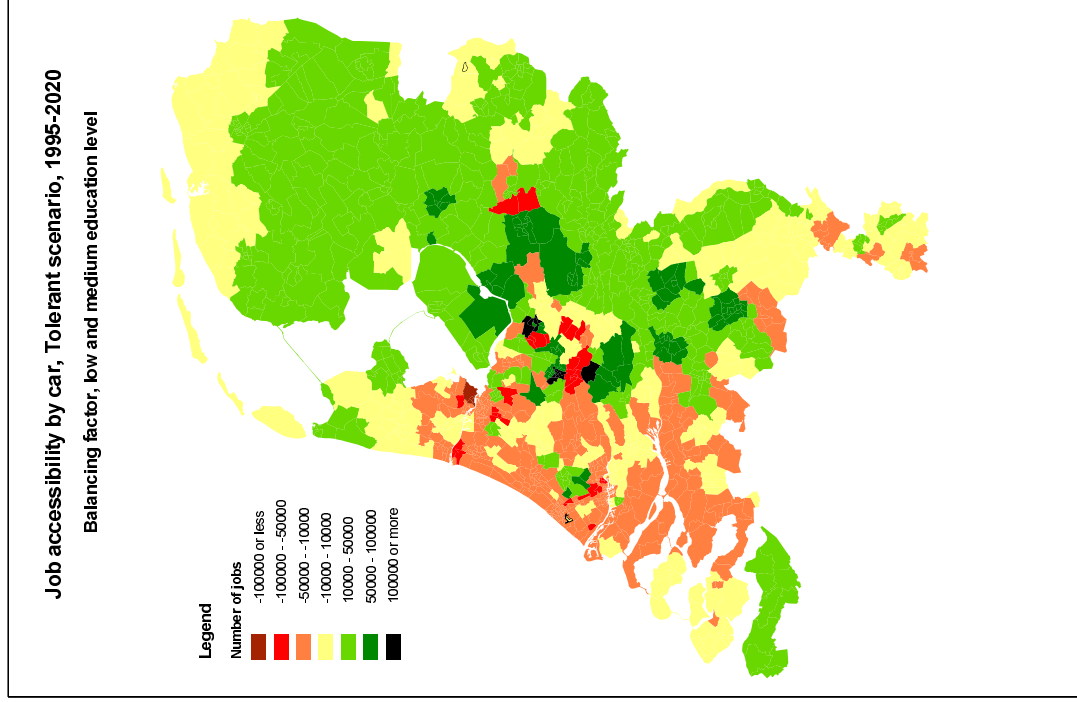 Job accessibility by car, Tolerant scenario, 1995-2020
Balancing factor, low and medium education level
Legend
Number of jobs
-100000 or less
-100000 - -50000
-50000 - -10000
-10000 - 10000
10000 - 50000
50000 - 100000
100000 or more